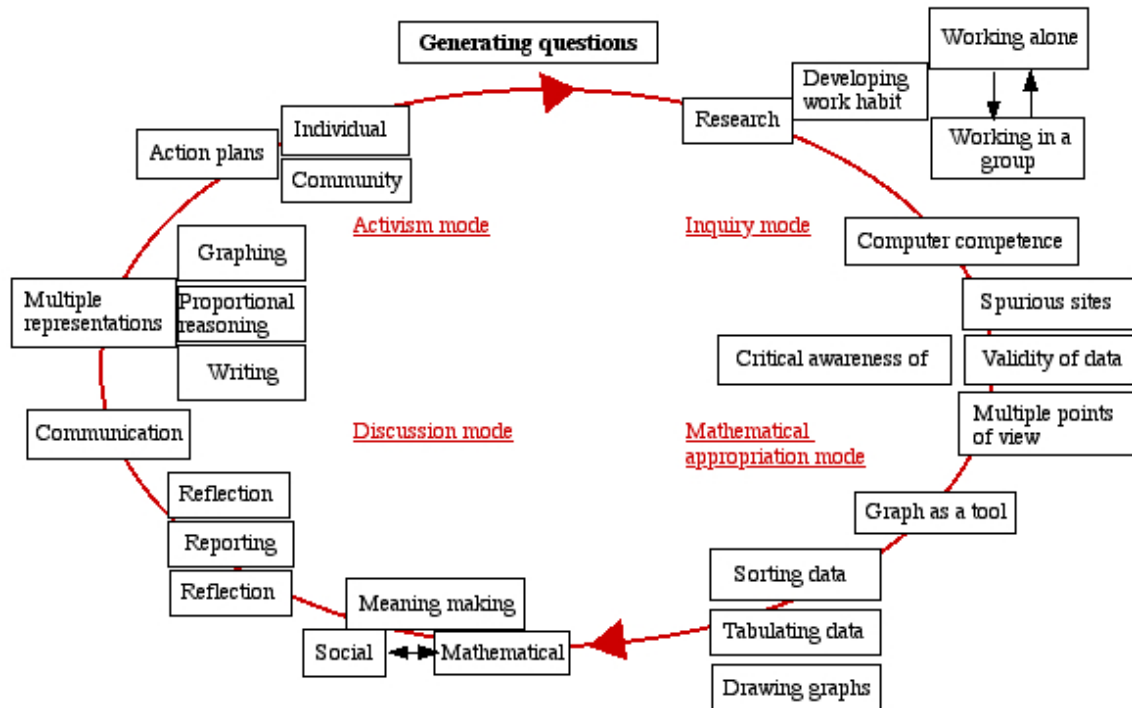 Generating questions
Working alone
Developing
work habit
Research
Working in a
group
Individual
Action plans
Community
Activism mode
Inquiry mode
Computer competence
Graphing
Spurious sites
Multiple
representations
Proportional
reasoning
Critical awareness of
Validity of data
Writing
Multiple points
of view
Communication
Discussion mode
Mathematical
appropriation mode
Reflection
Graph as a tool
Reporting
Sorting data
Reflection
Meaning making
Tabulating data
Social
Mathematical
Drawing graphs